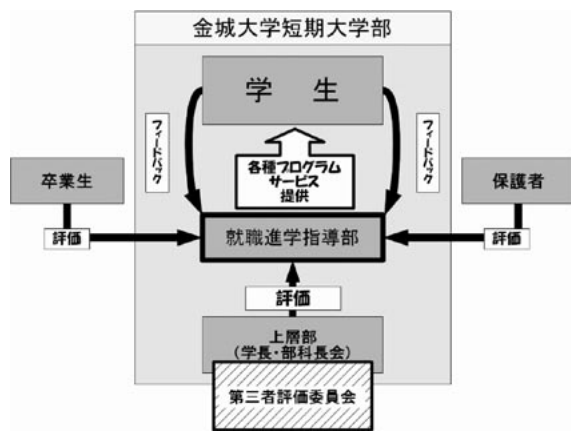 金城大学短期大学部
学 生
フィードバック
フィードバック
各種プログラム
サービス
提供
卒業生
保護者
評価
就職進学指導部
評価
評価
上層部
(学長・部科長会)
第三者評価委員会